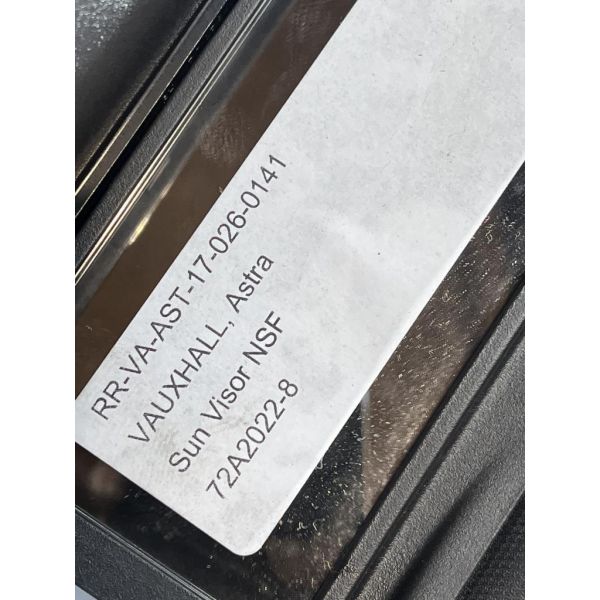 RR-VA-AST-17-026-0141
VAUXHALL, Astra
Sun Visor NSF
72A2022-8